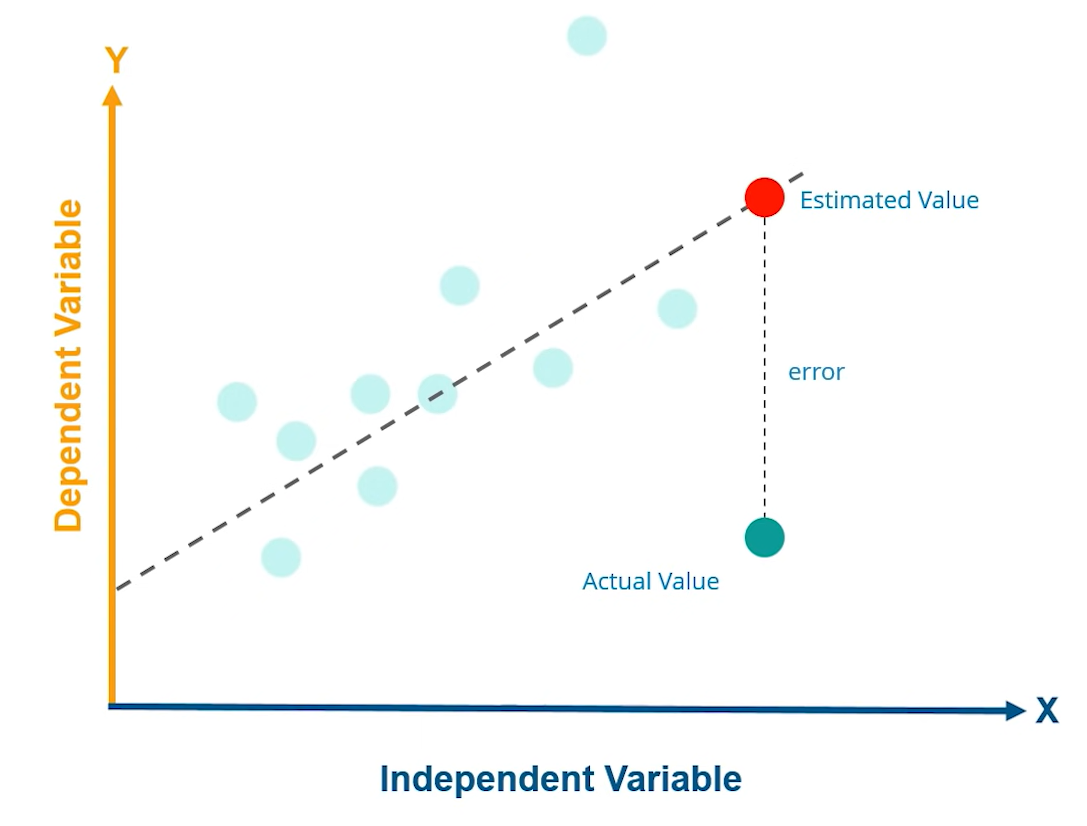 Y
Dependent Variable
Estimated Value
error
Actual Value
X
Independent Variable